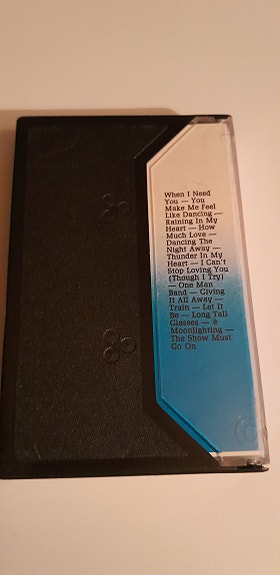 When I Need
You — You
Make Me Feel
Like Dancing —
Raining In My
Heart — How
Much Love —
Dancing The
Night Away —
Thunder In My
Heart — I Can't
Stop Loving You
(Though I Try)
— One Man
Band — Giving
It All Away —
Train — Let It
Be — Long Tall
Glasses —
Moonlighting —
The Show Must
Go On